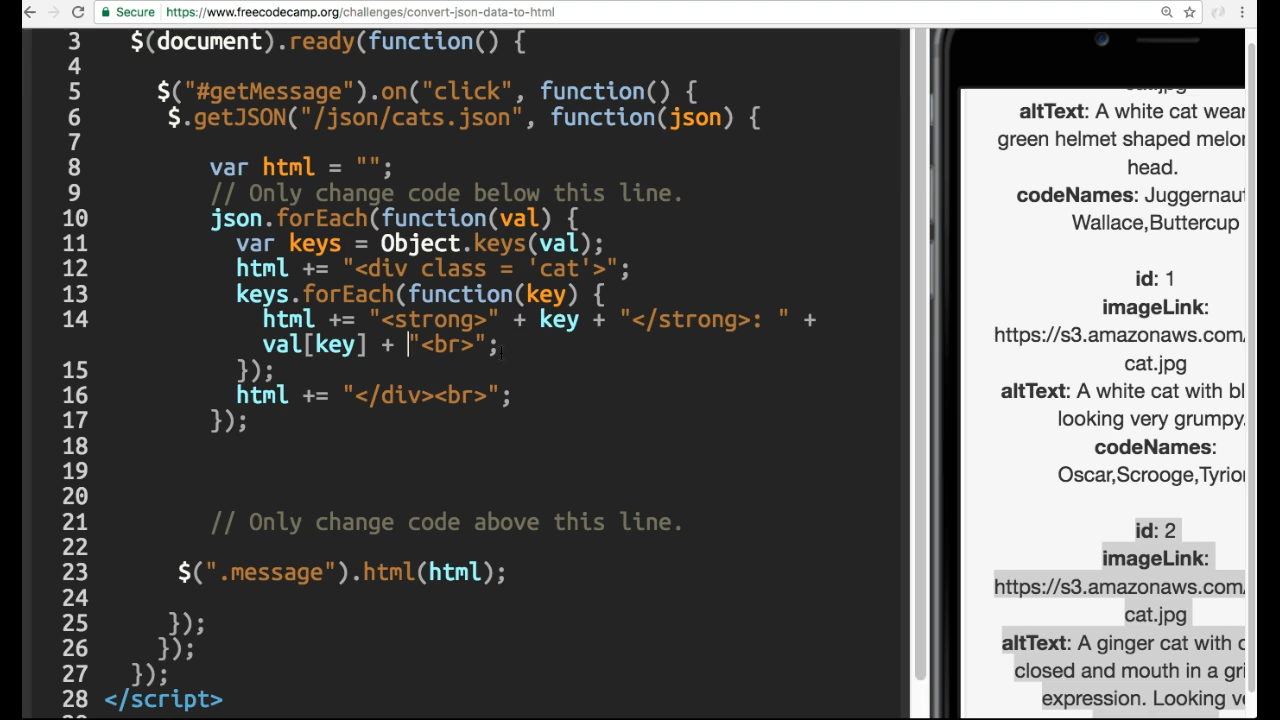 Secure https://www.freecodecamp.org/challenges/convert-json-data-to-html
3 $(document).ready(function() {
4
5 $("#getMessage").on("click", function() {
6 $.getJSON("/json/cats.json", function(json) {
7
8 var html = "";
9 // Only change code below this line.
10 json.forEach(function(val) {
11 var keys = Object.keys(val);
12 html += "<div class = 'cat'>";
13 keys.forEach(function(key) {
14 html += "<strong>" + key + "</strong>: " +
val[key] + "<br>";
15 });
16 html += "</div><br>";
17 });
18
19
20
21 // Only change code above this line.
22
23 $(".message").html(html);
24
25 });
26 });
27 });
28 </script>
cat.jpg
altText: A white cat wear
green helmet shaped melon
head.
codeNames: Juggernaut
Wallace,Buttercup
id: 1
imageLink:
https://s3.amazonaws.com/
cat.jpg
altText: A white cat with bl
looking very grumpy.
codeNames:
Oscar,Scrooge,Tyrion
id: 2
imageLink:
https://s3.amazonaws.com/
cat.jpg
altText: A ginger cat with
closed and mouth in a gri
expression. Looking